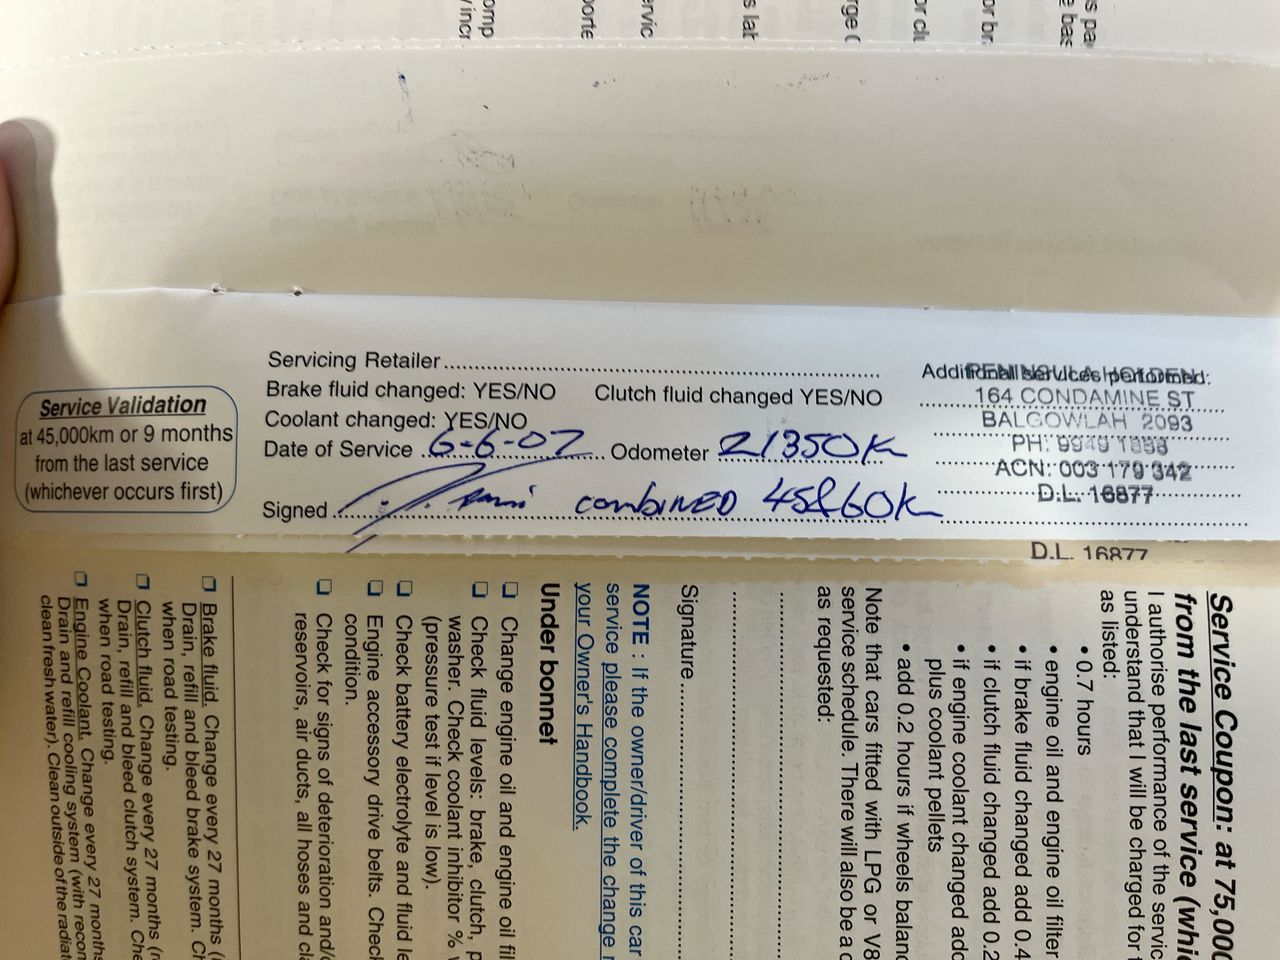 Servicing Retailer
Brake fluid changed: YES/NO Clutch fluid changed YES/NO
Coolant changed: YES/NO
Date of Service 6-6-07 Odometer 21350K
Signed combined 45&60K
Service Validation
at 45,000km or 9 months
from the last service
(whichever occurs first)
Additional services performed:
PENINSULA HOLDEN
164 CONDAMINE ST
BALGOWLAH 2093
PH: 9949 1888
ACN: 003 179 342
D.L. 16877
D.L. 16877
Service Coupon: at 75,000
from the last service (whic
I authorise performance of the servic
understand that I will be charged for t
as listed:
• 0.7 hours
• engine oil and engine oil filter
• if brake fluid changed add 0.4
• if clutch fluid changed add 0.2
• if engine coolant changed add
plus coolant pellets
• add 0.2 hours if wheels balanc
Note that cars fitted with LPG or V8
service schedule. There will also be a c
as requested:
Signature
NOTE : If the owner/driver of this car
service please complete the change r
your Owner's Handbook.
Under bonnet
❏ Change engine oil and engine oil fil
❏ Check fluid levels: brake, clutch, p
washer. Check coolant inhibitor % v
(pressure test if level is low).
❏ Check battery electrolyte and fluid le
❏ Engine accessory drive belts. Check
condition.
❏ Check for signs of deterioration and/o
reservoirs, air ducts, all hoses and cla
❏ Brake fluid. Change every 27 months (
Drain, refill and bleed brake system. Ch
when road testing.
❏ Clutch fluid. Change every 27 months (r
Drain, refill and bleed clutch system. Che
when road testing.
❏ Engine Coolant. Change every 27 months
Drain and refill cooling system (with recom
clean fresh water). Clean outside of the radiat